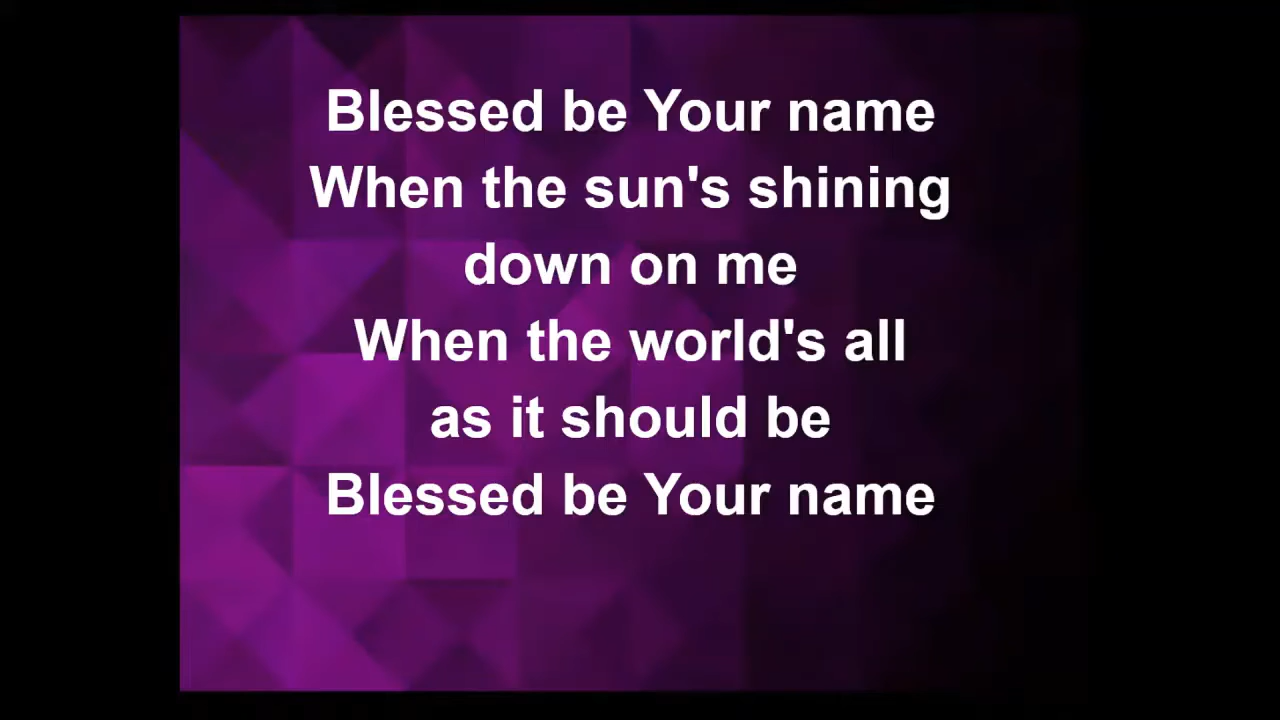 Blessed be Your name
When the sun's shining
down on me
When the world's all
as it should be
Blessed be Your name